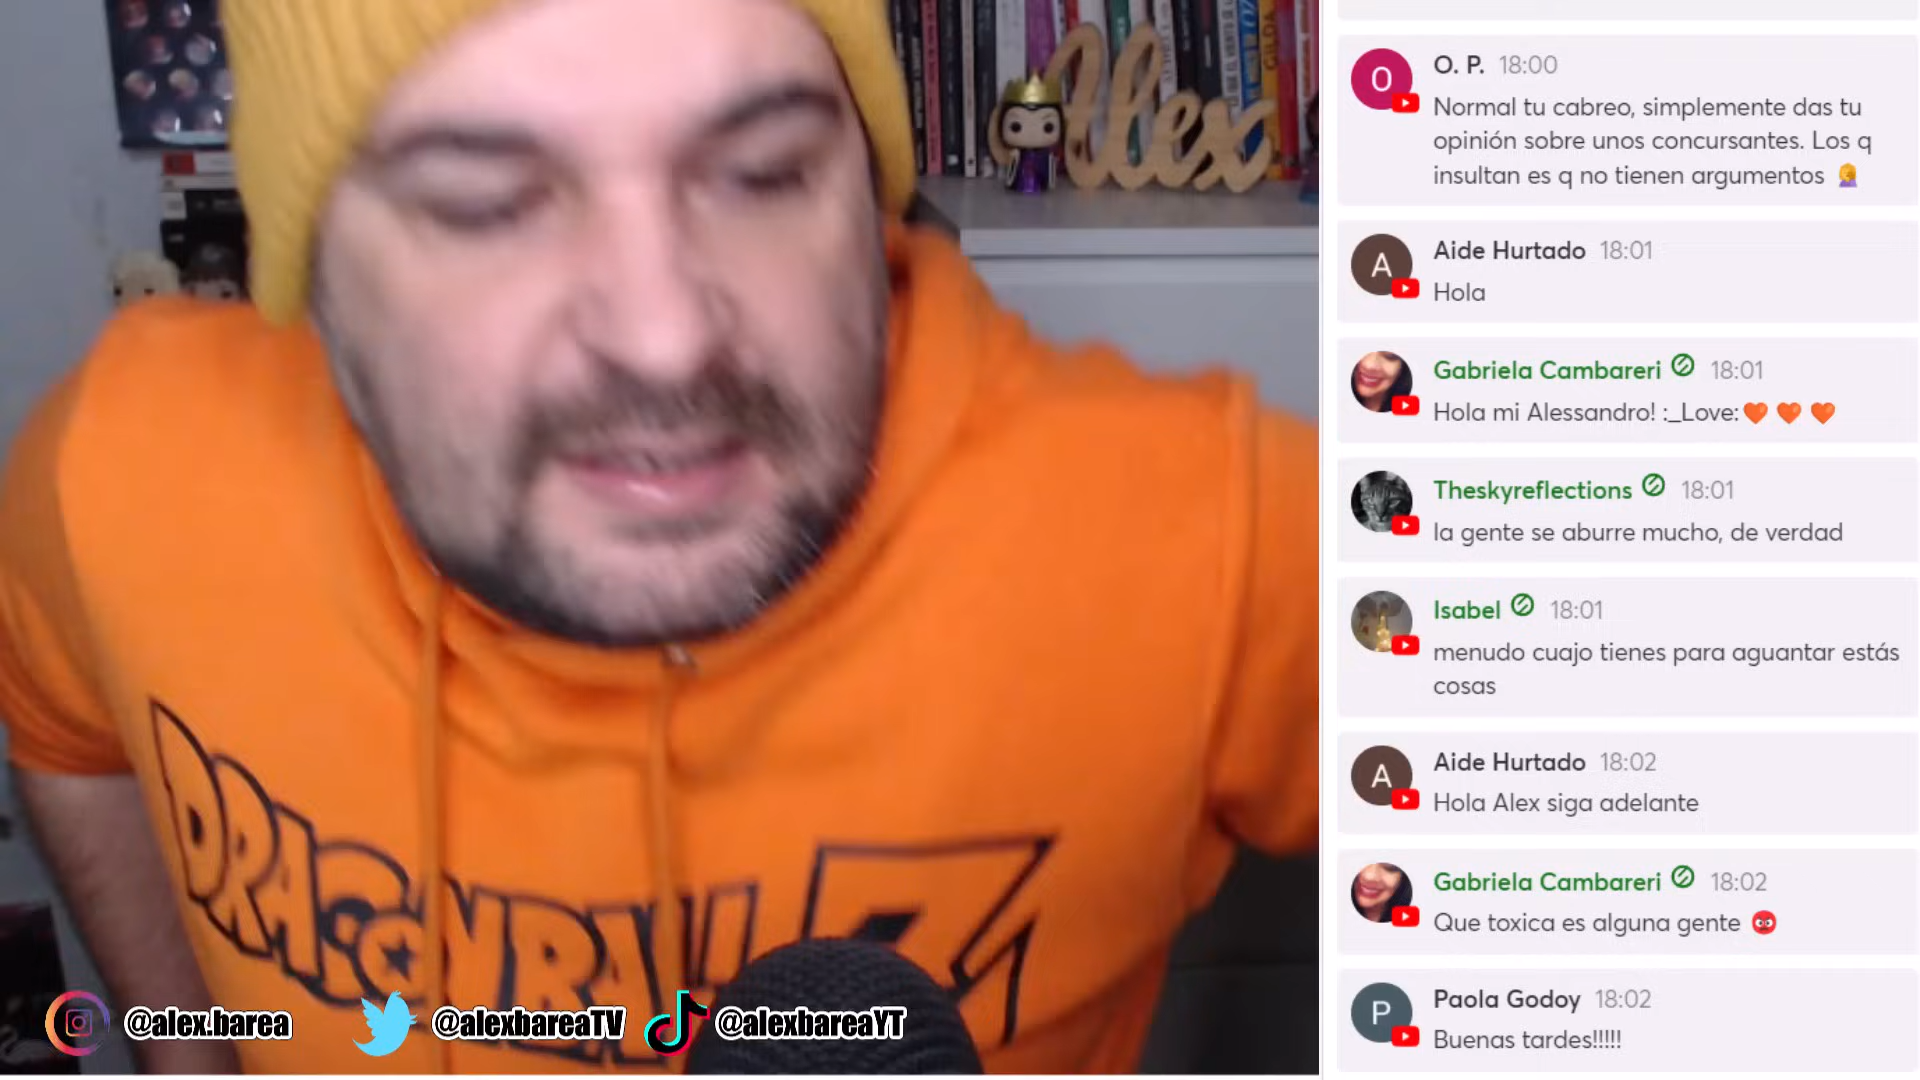 Alex
GILDA
DRAGONBALL Z
@alex.barea
@alexbareaTV
@alexbareaYT
O
O. P. 18:00
Normal tu cabreo, simplemente das tu
opinión sobre unos concursantes. Los q
insultan es q no tienen argumentos
A
Aide Hurtado 18:01
Hola
Gabriela Cambareri 18:01
Hola mi Alessandro! :_Love:
Theskyreflections 18:01
la gente se aburre mucho, de verdad
Isabel 18:01
menudo cuajo tienes para aguantar estás
cosas
A
Aide Hurtado 18:02
Hola Alex siga adelante
Gabriela Cambareri 18:02
Que toxica es alguna gente
P
Paola Godoy 18:02
Buenas tardes!!!!!